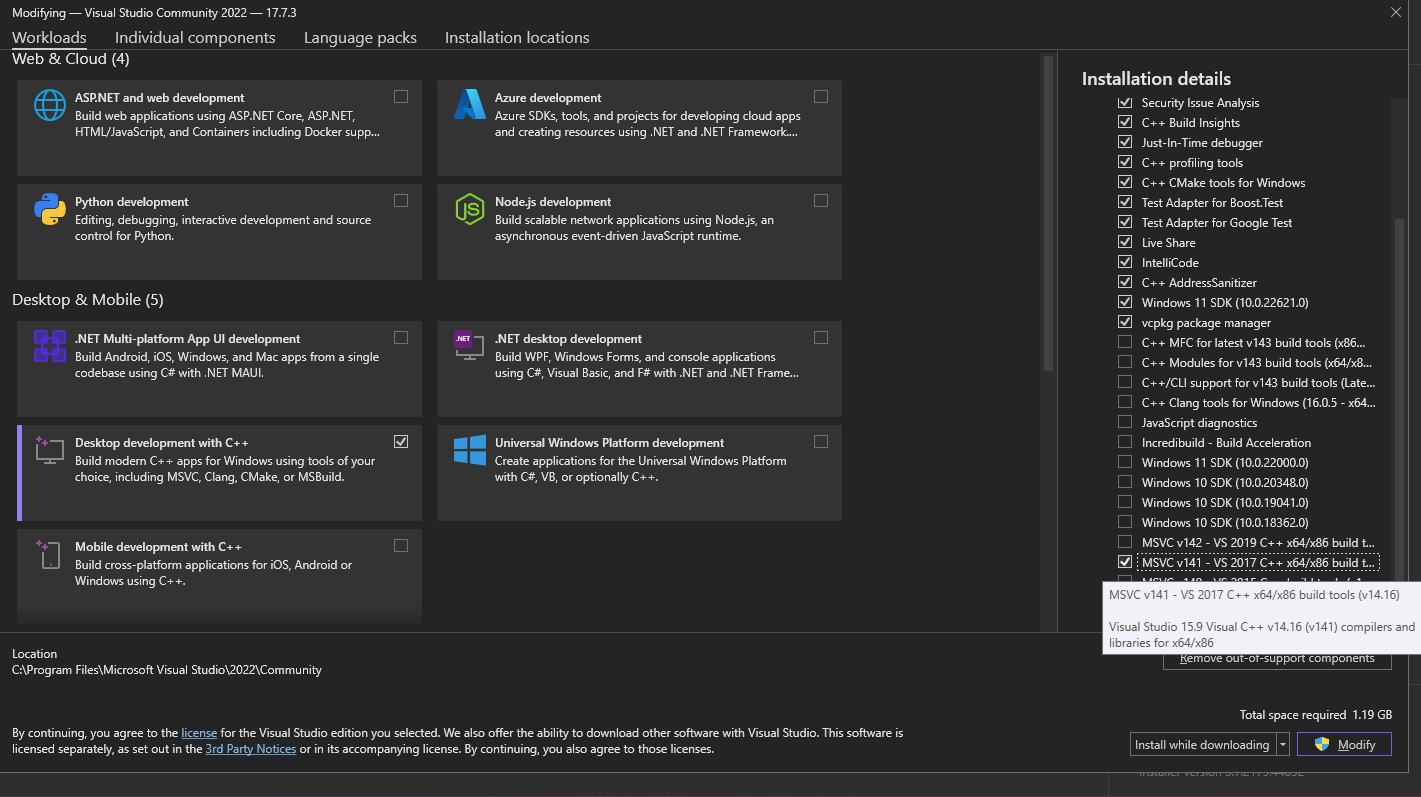 Modifying — Visual Studio Community 2022 — 17.7.3
Workloads
Individual components
Language packs
Installation locations
Web & Cloud (4)
ASP.NET and web development
Build web applications using ASP.NET Core, ASP.NET,
HTML/JavaScript, and Containers including Docker supp...
Azure development
Azure SDKs, tools, and projects for developing cloud apps
and creating resources using .NET and .NET Framework....
Python development
Editing, debugging, interactive development and source
control for Python.
Node.js development
Build scalable network applications using Node.js, an
asynchronous event-driven JavaScript runtime.
Desktop & Mobile (5)
.NET Multi-platform App UI development
Build Android, iOS, Windows, and Mac apps from a single
codebase using C# with .NET MAUI.
.NET
.NET desktop development
Build WPF, Windows Forms, and console applications
using C#, Visual Basic, and F# with .NET and .NET Frame...
Desktop development with C++
Build modern C++ apps for Windows using tools of your
choice, including MSVC, Clang, CMake, or MSBuild.
Universal Windows Platform development
Create applications for the Universal Windows Platform
with C#, VB, or optionally C++.
Mobile development with C++
Build cross-platform applications for iOS, Android or
Windows using C++.
Installation details
Security Issue Analysis
C++ Build Insights
Just-In-Time debugger
C++ profiling tools
C++ CMake tools for Windows
Test Adapter for Boost.Test
Test Adapter for Google Test
Live Share
IntelliCode
C++ AddressSanitizer
Windows 11 SDK (10.0.22621.0)
vcpkg package manager
C++ MFC for latest v143 build tools (x86...
C++ Modules for v143 build tools (x64/x8...
C++/CLI support for v143 build tools (Late...
C++ Clang tools for Windows (16.0.5 - x64...
JavaScript diagnostics
Incredibuild - Build Acceleration
Windows 11 SDK (10.0.22000.0)
Windows 10 SDK (10.0.20348.0)
Windows 10 SDK (10.0.19041.0)
Windows 10 SDK (10.0.18362.0)
MSVC v142 - VS 2019 C++ x64/x86 build t...
MSVC v141 - VS 2017 C++ x64/x86 build t...
MSVC v141 - VS 2017 C++ x64/x86 build tools (v14.16)
Visual Studio 15.9 Visual C++ v14.16 (v141) compilers and
libraries for x64/x86
Remove out-of-support components
Location
C:\Program Files\Microsoft Visual Studio\2022\Community
Total space required 1.19 GB
By continuing, you agree to the license for the Visual Studio edition you selected. We also offer the ability to download other software with Visual Studio. This software is
licensed separately, as set out in the 3rd Party Notices or in its accompanying license. By continuing, you also agree to those licenses.
Install while downloading
Modify